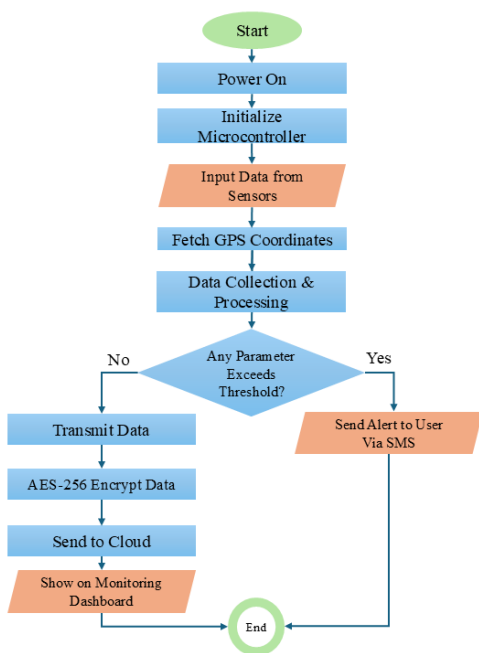 Start
Power On
Initialize
Microcontroller
Input Data from
Sensors
Fetch GPS Coordinates
Data Collection &
Processing
Any Parameter
Exceeds
Threshold?
No
Yes
Transmit Data
Send Alert to User
Via SMS
AES-256 Encrypt Data
Send to Cloud
Show on Monitoring
Dashboard
End